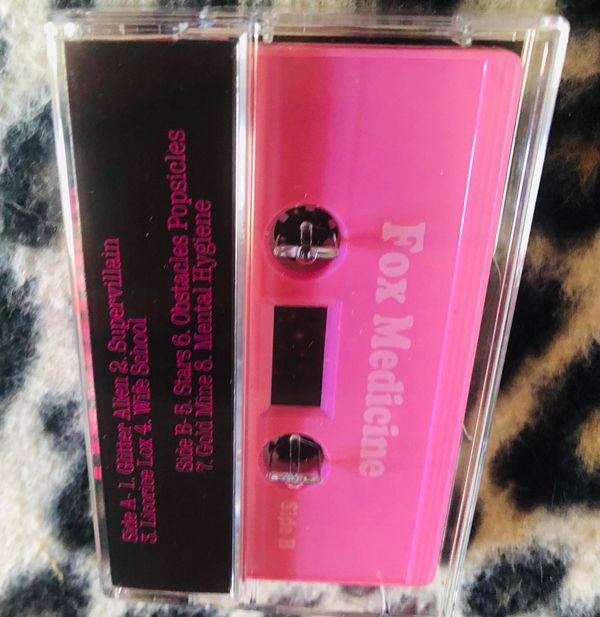 Side A- 1. Glitter Alien 2. Supervillain
3. Licorice Lox 4. Wife School
Side B- 5. Stars 6. Obstacles Popsicles
7. Gold Mine 8. Mental Hygiene
Fox Medicine
Side B